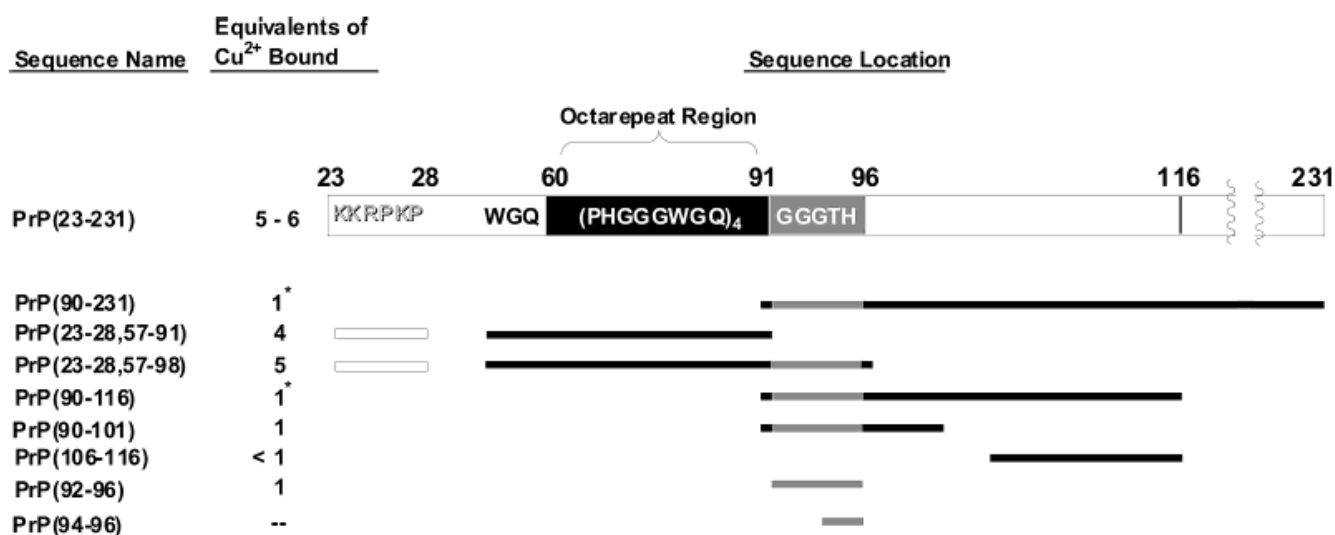 Sequence Name Equivalents of Cu2+ Bound Sequence Location
Octarepeat Region
23 28 60 91 96 116 231
PrP(23-231) 5 - 6 KKRPKP WGQ (PHGGGWGQ)4 GGGTH
PrP(90-231) 1*
PrP(23-28,57-91) 4
PrP(23-28,57-98) 5
PrP(90-116) 1*
PrP(90-101) 1
PrP(106-116) < 1
PrP(92-96) 1
PrP(94-96) --